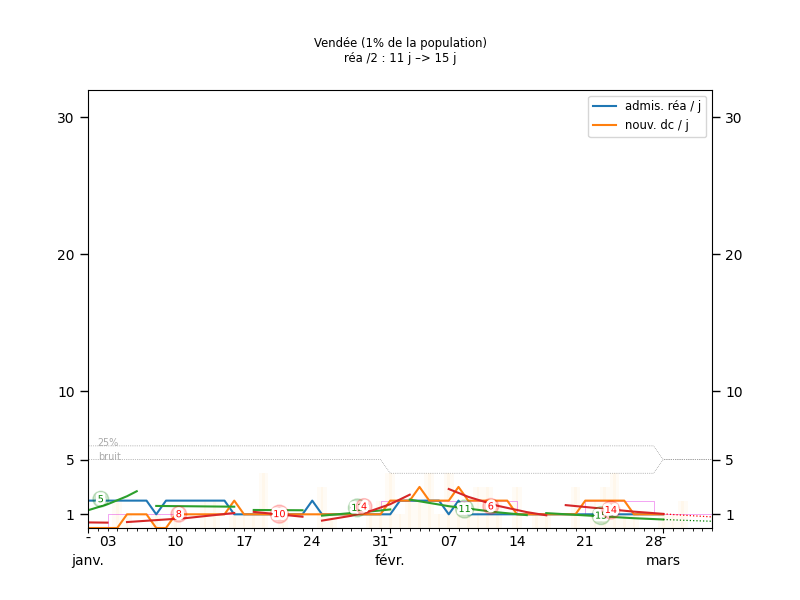 Vendée (1% de la population)
réa /2 : 11 j –> 15 j
admis. réa / j
nouv. dc / j
30 30
20 20
10 10
25%
bruit
5 5
1 1
5 8 10 14 11 6 15 14
- 03 10 17 24 31- 07 14 21 28-
janv. févr. mars